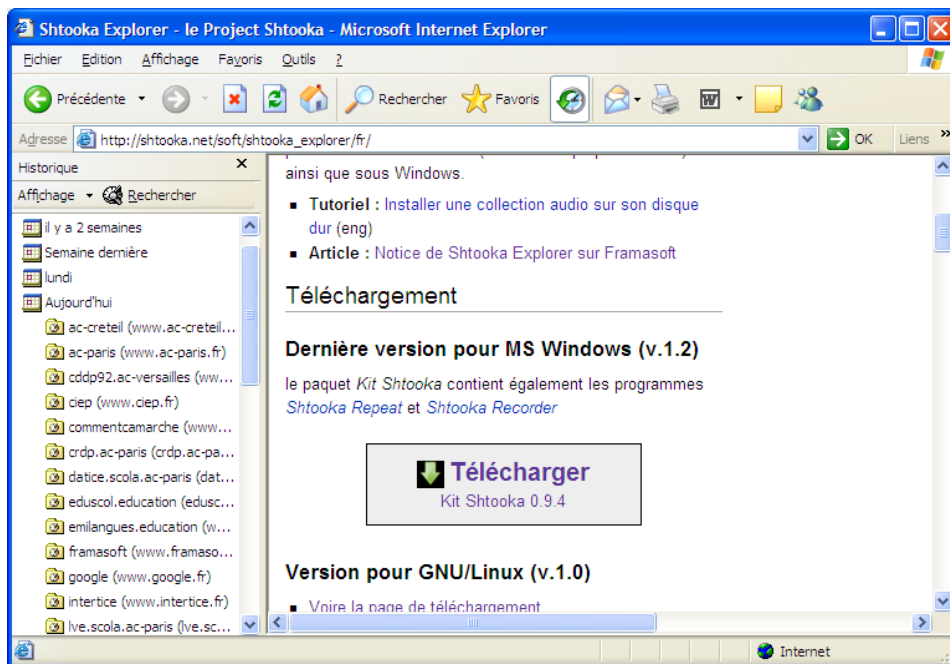 Shtooka Explorer - le Project Shtooka - Microsoft Internet Explorer
Fichier Edition Affichage Favoris Outils ?
Précédente Rechercher Favoris
Adresse http://shtooka.net/soft/shtooka_explorer/fr/ OK Liens »
Historique x
Affichage Rechercher
il y a 2 semaines
Semaine dernière
lundi
Aujourd'hui
ac-creteil (www.ac-creteil...
ac-paris (www.ac-paris.fr)
cddp92.ac-versailles (ww...
ciep (www.ciep.fr)
commentcamarche (www...
crdp.ac-paris (crdp.ac-pa...
datice.scola.ac-paris (dat...
eduscol.education (edusc...
emilangues.education (w...
framasoft (www.framaso...
google (www.google.fr)
intertice (www.intertice.fr)
lve.scola.ac-paris (lve.sc...
ainsi que sous Windows.
▪ Tutoriel : Installer une collection audio sur son disque
dur (eng)
▪ Article : Notice de Shtooka Explorer sur Framasoft
Téléchargement
Dernière version pour MS Windows (v.1.2)
le paquet Kit Shtooka contient également les programmes
Shtooka Repeat et Shtooka Recorder
Télécharger
Kit Shtooka 0.9.4
Version pour GNU/Linux (v.1.0)
▪ Voire la page de téléchargement
Internet